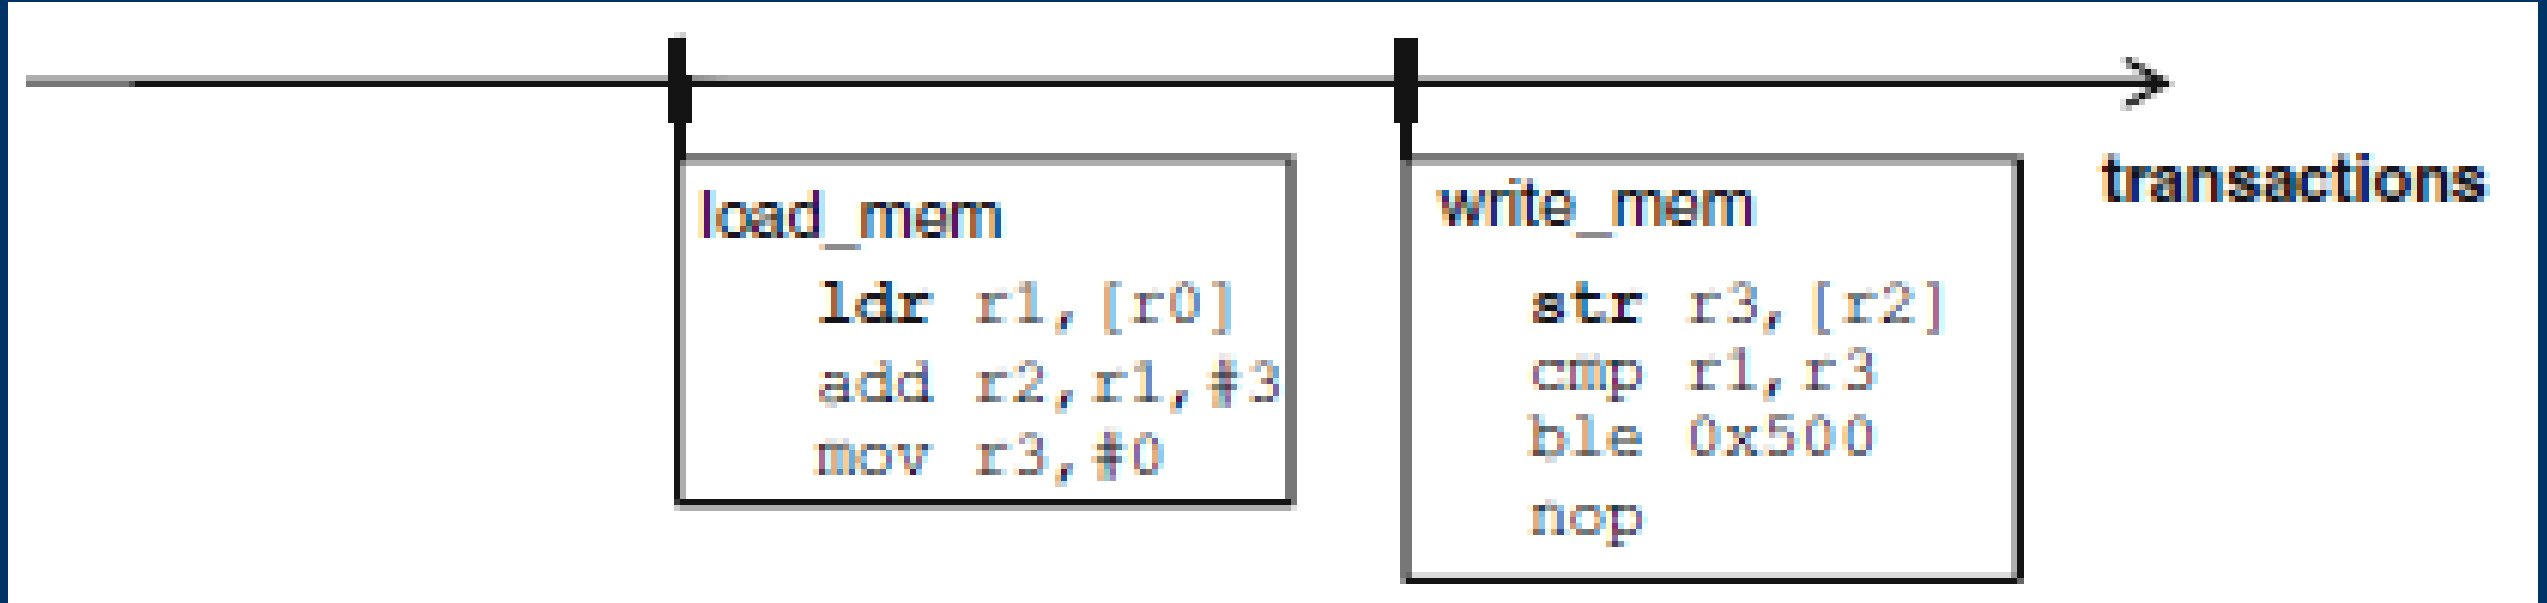 load_mem
ldr r1,[r0]
add r2,r1,#3
mov r3,#0
write_mem
str r3,[r2]
cmp r1,r3
ble 0x500
nop
transactions